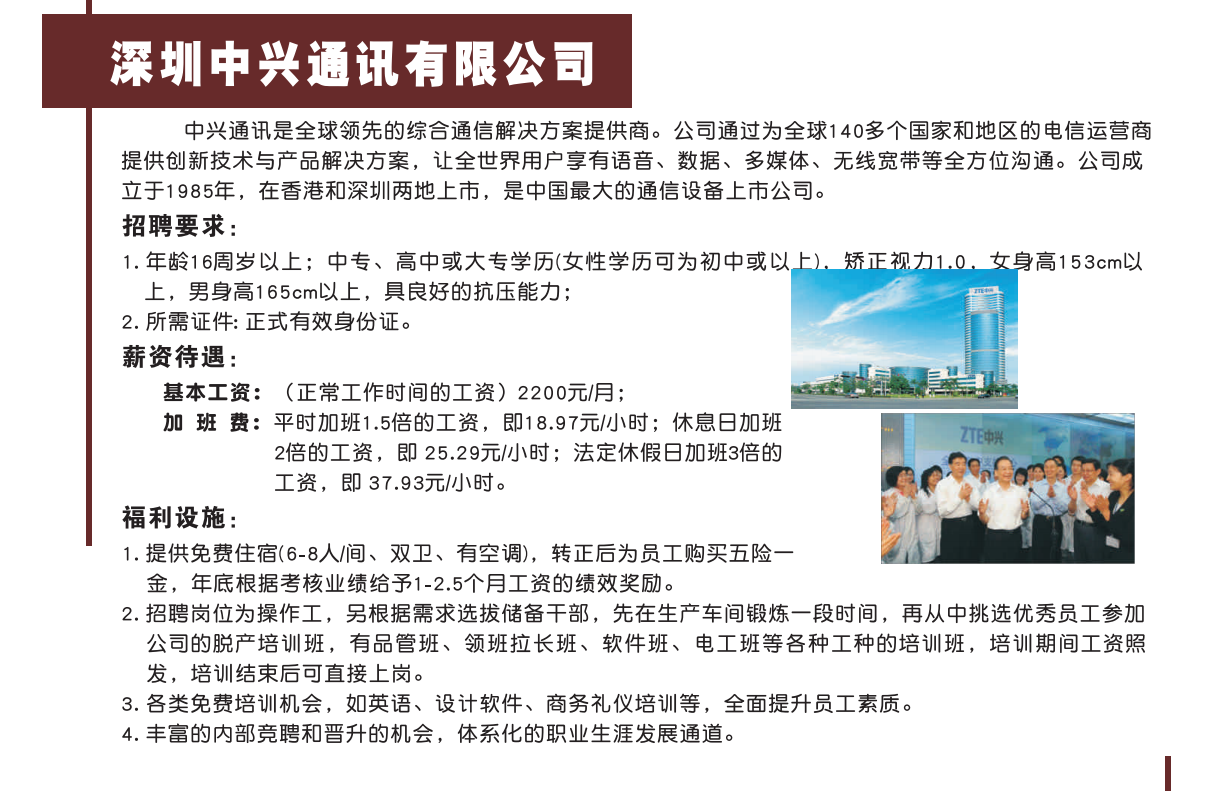 深圳中兴通讯有限公司
中兴通讯是全球领先的综合通信解决方案提供商。公司通过为全球140多个国家和地区的电信运营商
提供创新技术与产品解决方案，让全世界用户享有语音、数据、多媒体、无线宽带等全方位沟通。公司成
立于1985年，在香港和深圳两地上市，是中国最大的通信设备上市公司。
招聘要求：
1. 年龄16周岁以上；中专、高中或大专学历(女性学历可为初中或以上)，矫正视力1.0，女身高153cm以
上，男身高165cm以上，具良好的抗压能力；
2. 所需证件: 正式有效身份证。
薪资待遇：
基本工资：（正常工作时间的工资）2200元/月；
加 班 费：平时加班1.5倍的工资，即18.97元/小时；休息日加班
2倍的工资，即 25.29元/小时；法定休假日加班3倍的
工资，即 37.93元/小时。
ZTE中兴
ZTE中兴
福利设施：
1. 提供免费住宿(6-8人/间、双卫、有空调)，转正后为员工购买五险一
金，年底根据考核业绩给予1-2.5个月工资的绩效奖励。
2. 招聘岗位为操作工，另根据需求选拔储备干部，先在生产车间锻炼一段时间，再从中挑选优秀员工参加
公司的脱产培训班，有品管班、领班拉长班、软件班、电工班等各种工种的培训班，培训期间工资照
发，培训结束后可直接上岗。
3. 各类免费培训机会，如英语、设计软件、商务礼仪培训等，全面提升员工素质。
4. 丰富的内部竞聘和晋升的机会，体系化的职业生涯发展通道。